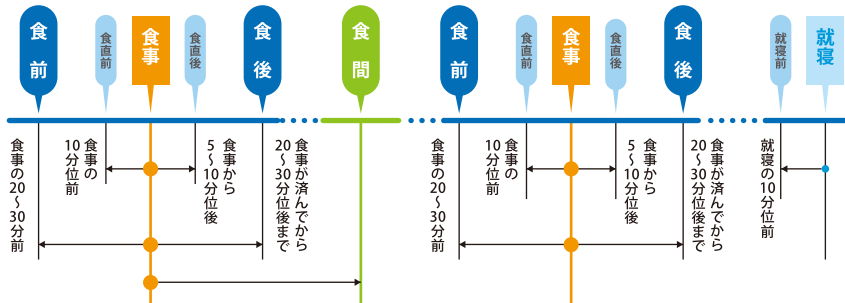 食前
食直前
食事
食直後
食後
食間
食前
食直前
食事
食直後
食後
就寝前
就寝
食事の20〜30分前
食事の
10分位前
食事から
5〜10分位後
食事が済んでから
20〜30分位後まで
食事の20〜30分前
食事の
10分位前
食事から
5〜10分位後
食事が済んでから
20〜30分位後まで
就寝の10分位前